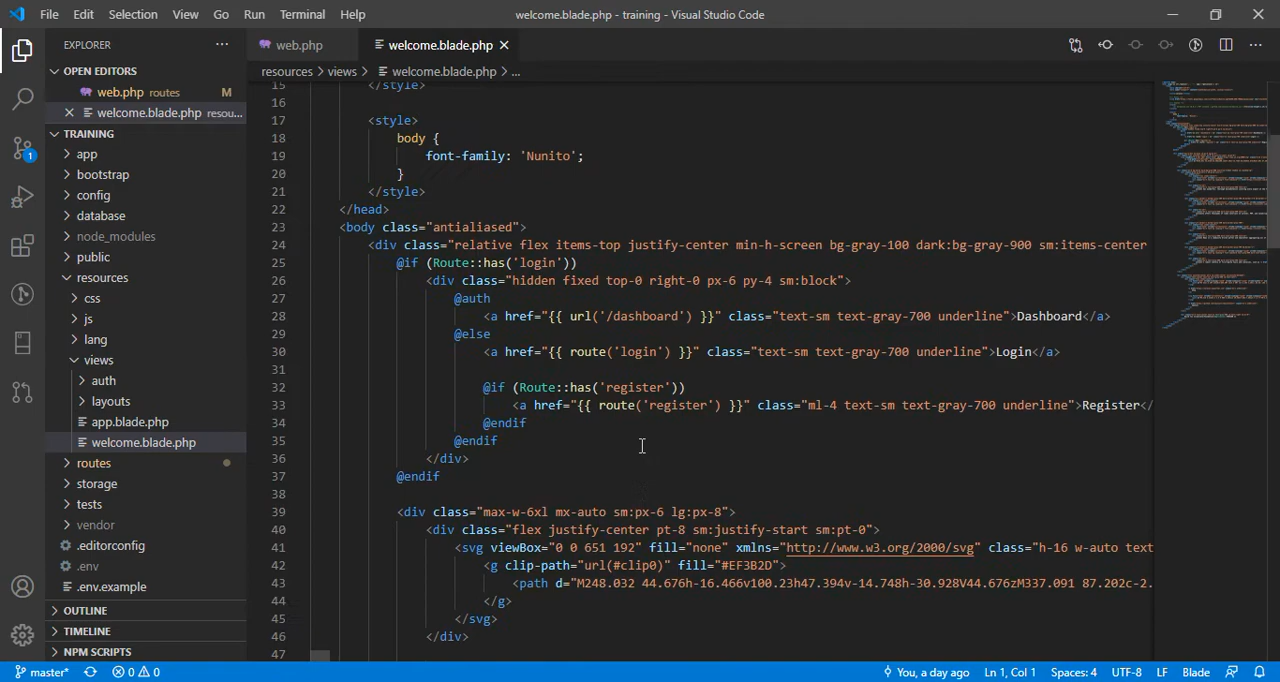 File Edit Selection View Go Run Terminal Help
welcome.blade.php - training - Visual Studio Code
EXPLORER
OPEN EDITORS
web.php routes M
welcome.blade.php resou...
TRAINING
app
bootstrap
config
database
node_modules
public
resources
css
js
lang
views
auth
layouts
app.blade.php
welcome.blade.php
routes
storage
tests
vendor
.editorconfig
.env
.env.example
OUTLINE
TIMELINE
NPM SCRIPTS
1
web.php
welcome.blade.php
resources > views > welcome.blade.php > ...
15 </style>
16
17 <style>
18 body {
19 font-family: 'Nunito';
20 }
21 </style>
22 </head>
23 <body class="antialiased">
24 <div class="relative flex items-top justify-center min-h-screen bg-gray-100 dark:bg-gray-900 sm:items-center
25 @if (Route::has('login'))
26 <div class="hidden fixed top-0 right-0 px-6 py-4 sm:block">
27 @auth
28 <a href="{{ url('/dashboard') }}" class="text-sm text-gray-700 underline">Dashboard</a>
29 @else
30 <a href="{{ route('login') }}" class="text-sm text-gray-700 underline">Login</a>
31
32 @if (Route::has('register'))
33 <a href="{{ route('register') }}" class="ml-4 text-sm text-gray-700 underline">Register</
34 @endif
35 @endif
36 </div>
37 @endif
38
39 <div class="max-w-6xl mx-auto sm:px-6 lg:px-8">
40 <div class="flex justify-center pt-8 sm:justify-start sm:pt-0">
41 <svg viewBox="0 0 651 192" fill="none" xmlns="http://www.w3.org/2000/svg" class="h-16 w-auto text
42 <g clip-path="url(#clip0)" fill="#EF3B2D">
43 <path d="M248.032 44.676h-16.466v100.23h47.394v-14.748h-30.928V44.676zM337.091 87.202c-2.
44 </g>
45 </svg>
46 </div>
47
master* 0 0 You, a day ago Ln 1, Col 1 Spaces: 4 UTF-8 LF Blade